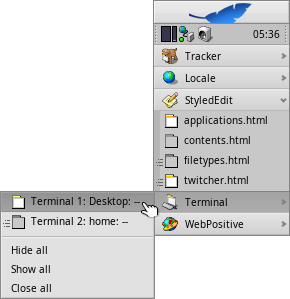 05:36
Tracker
Locale
StyledEdit
applications.html
contents.html
filetypes.html
twitcher.html
Terminal
WebPositive
Terminal 1: Desktop: --
Terminal 2: home: --
Hide all
Show all
Close all